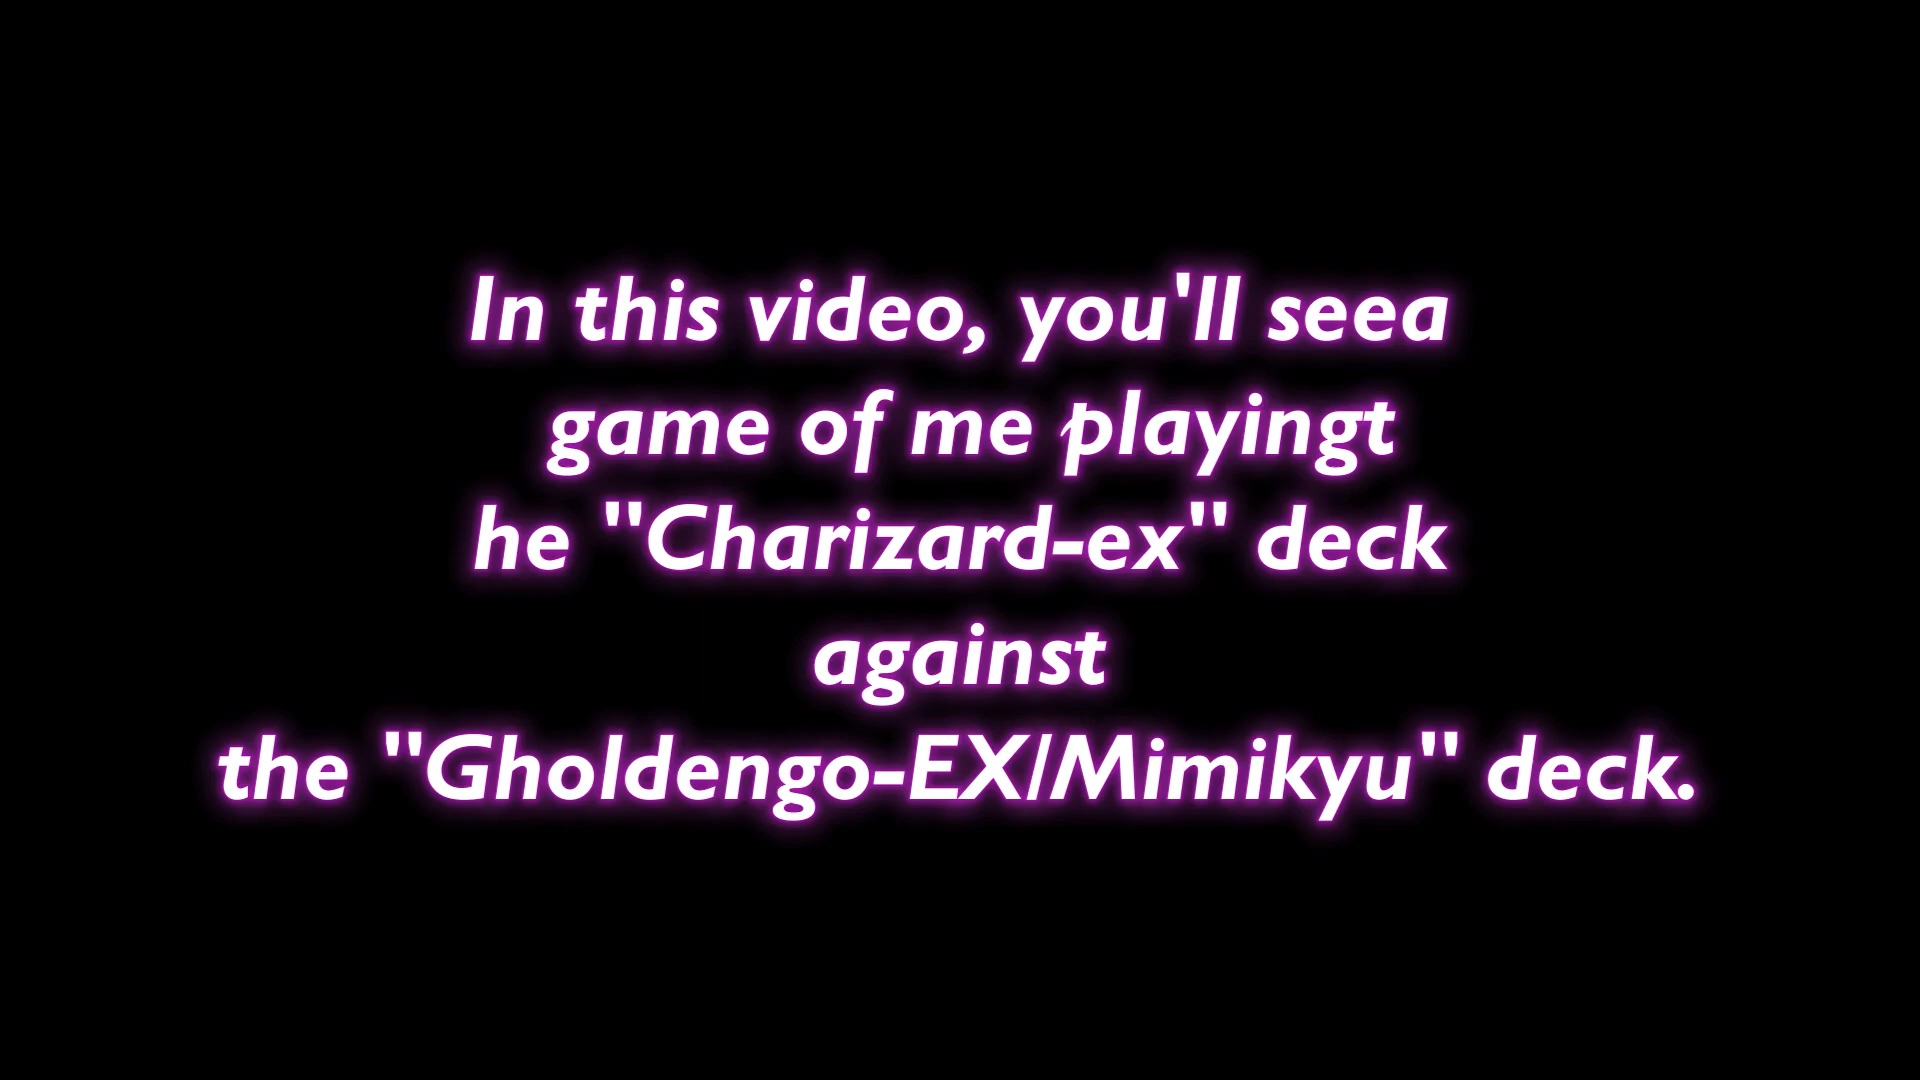 In this video, you'll seea
game of me playingt
he "Charizard-ex" deck
against
the "Gholdengo-EX/Mimikyu" deck.